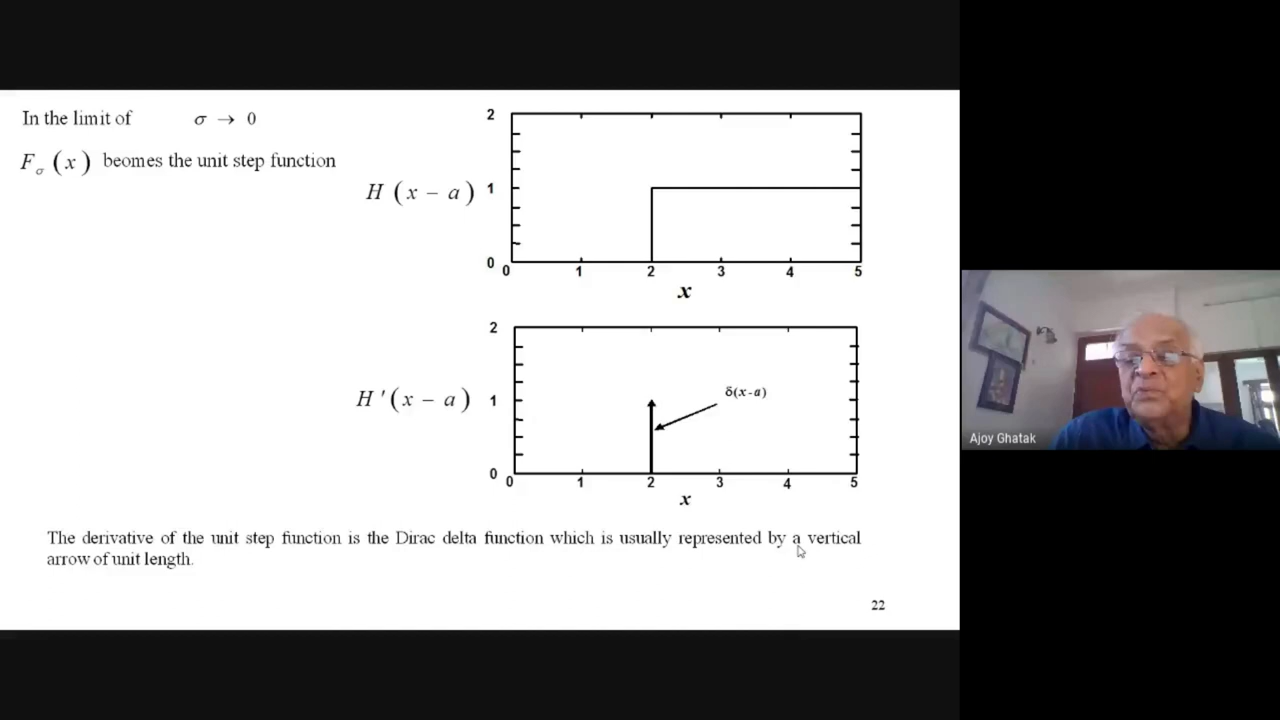 In the limit of σ → 0
F_σ (x) beomes the unit step function
H (x − a)
2
1
0
0 1 2 3 4 5
x
H '(x − a)
2
1
0
δ(x-a)
0 1 2 3 4 5
x
The derivative of the unit step function is the Dirac delta function which is usually represented by a vertical
arrow of unit length.
22
Ajoy Ghatak